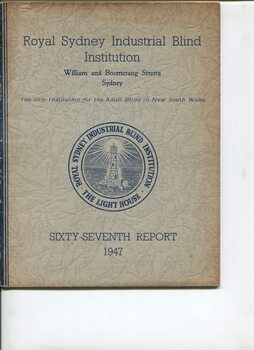 Royal Sydney Industrial Blind
Institution
William and Boomerang Streets
Sydney
The only Institution for the Adult Blind in New South Wales
ROYAL SYDNEY INDUSTRIAL BLIND INSTITUTION
· THE LIGHT HOUSE ·
SIXTY-SEVENTH REPORT
1947